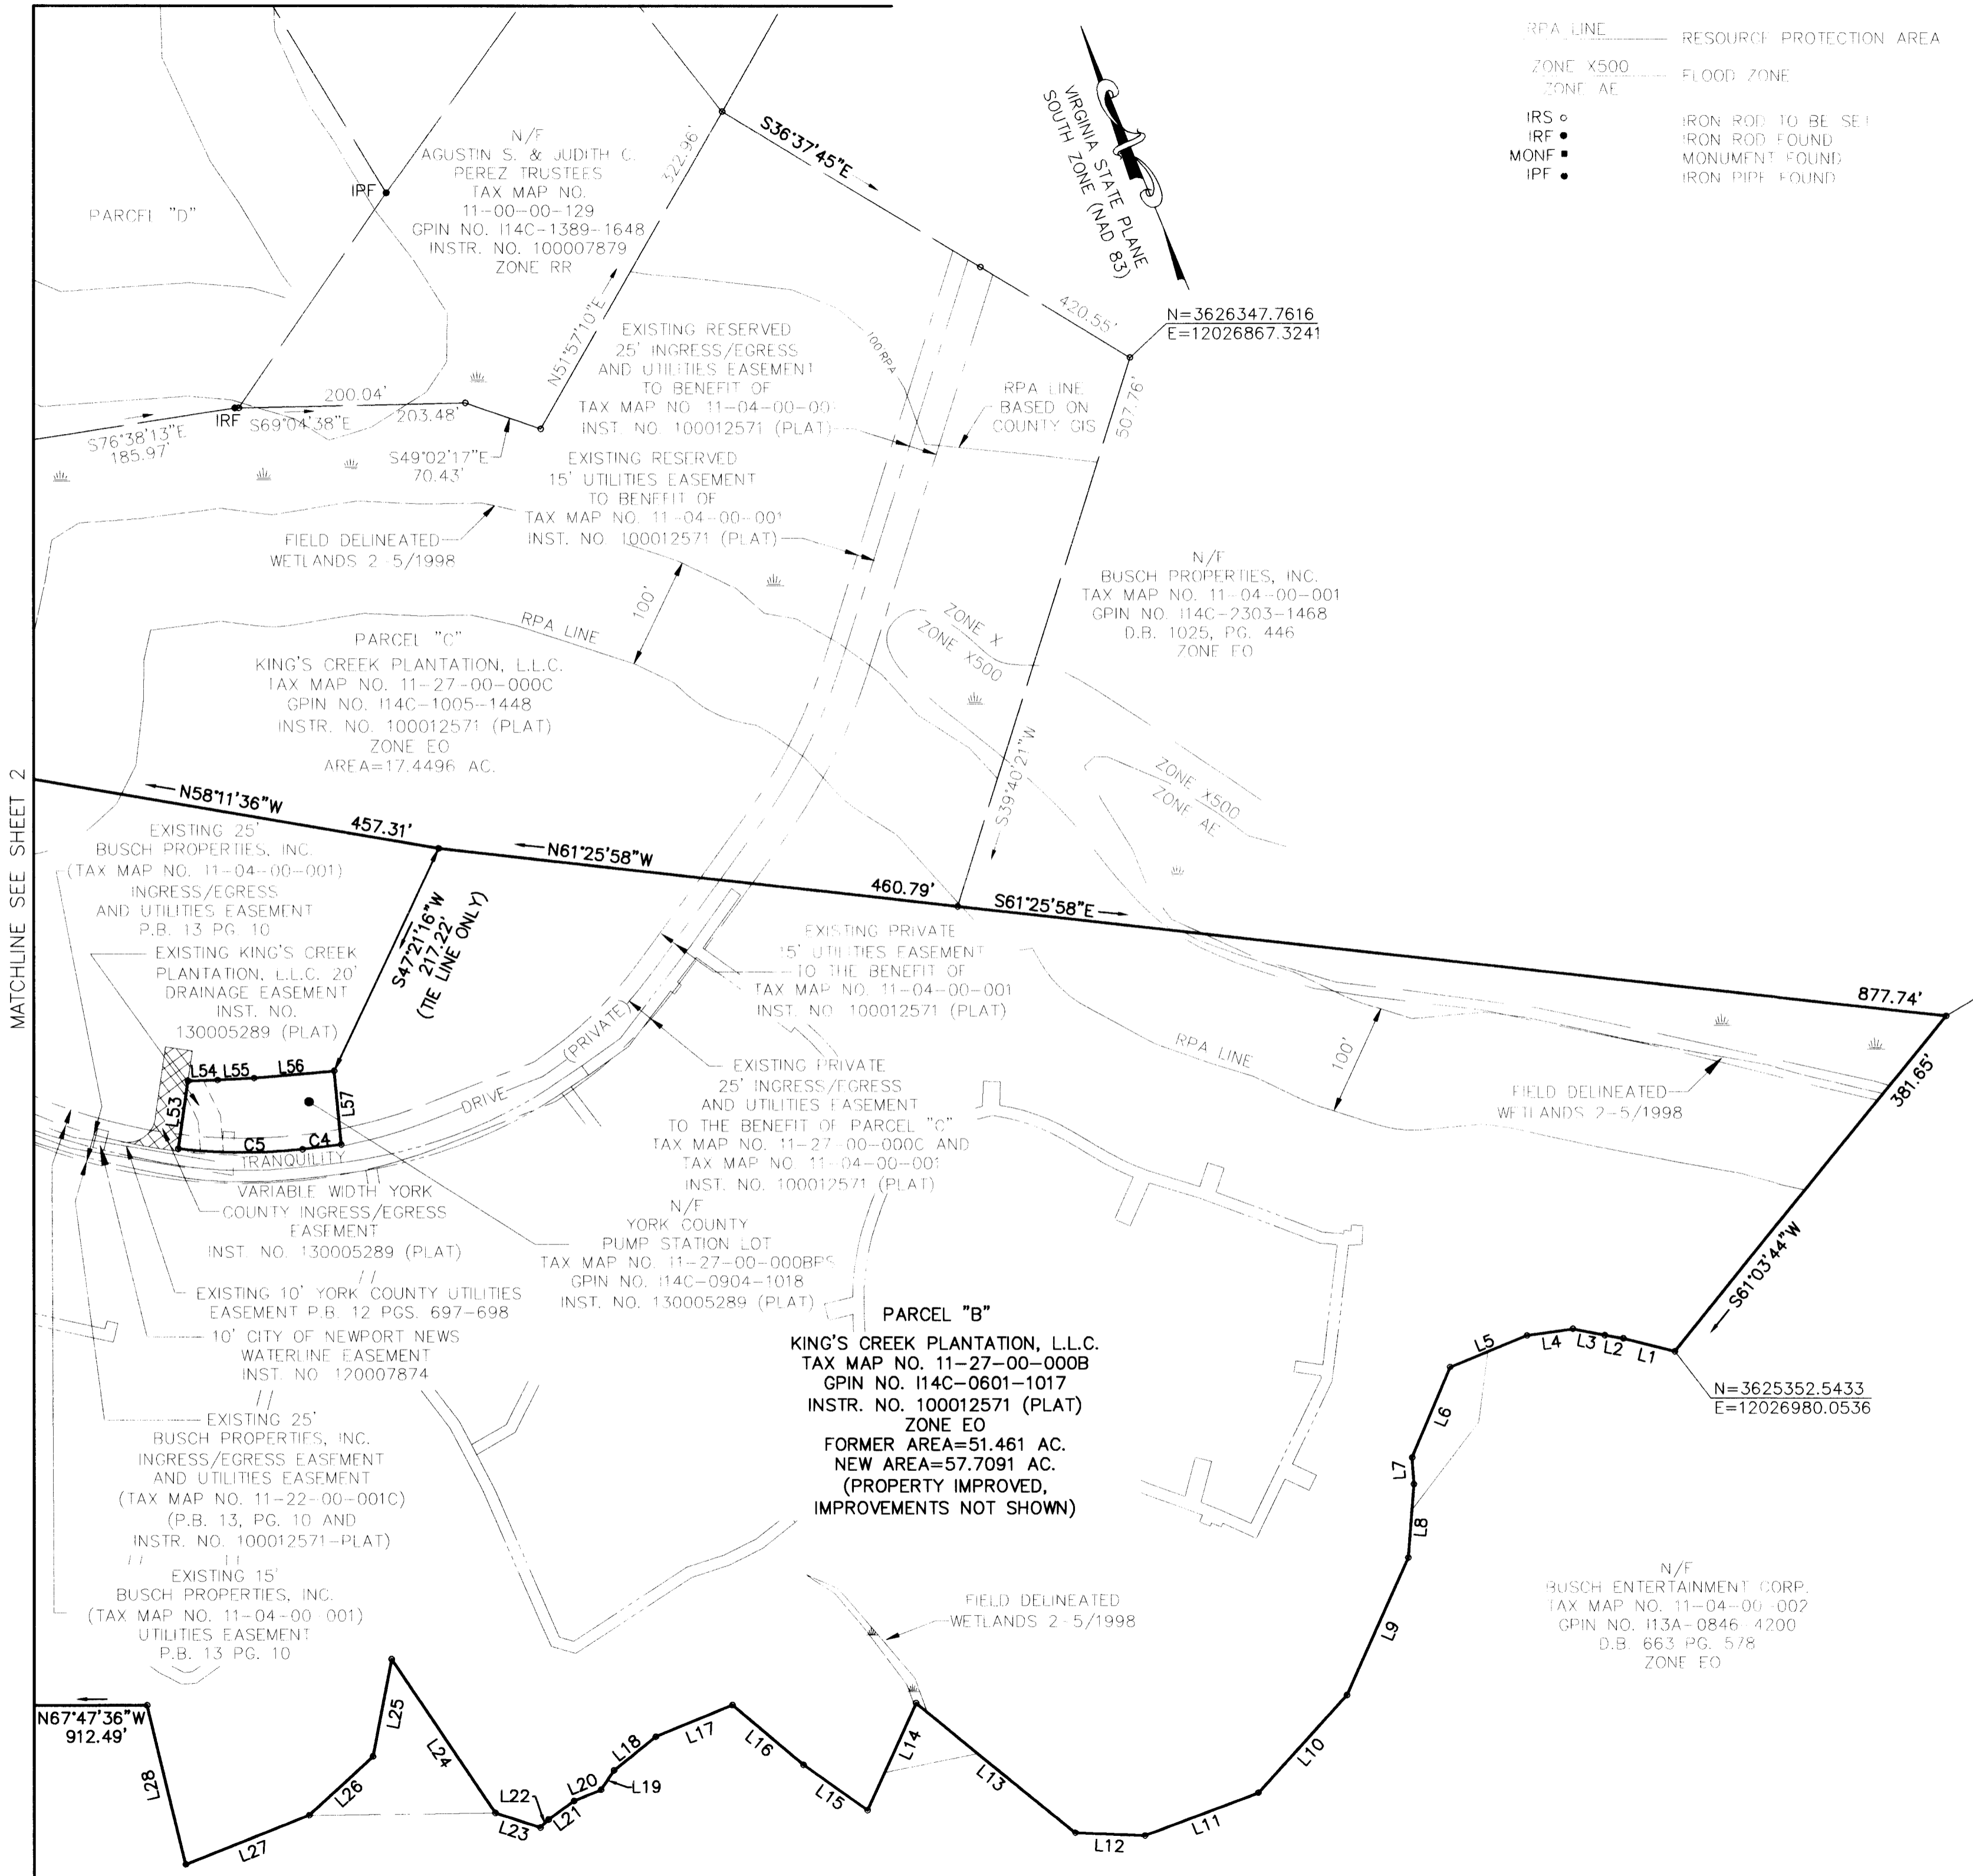 RPA LINE
RESOURCE PROTECTION AREA
ZONE X500
ZONE AE
FLOOD ZONE
IRS
IRON ROD TO BE SET
IRF
IRON ROD FOUND
MONF
MONUMENT FOUND
IPF
IRON PIPE FOUND
VIRGINIA STATE PLANE
SOUTH ZONE (NAD 83)
PARCEL "D"
IPF
N/F
AGUSTIN S. & JUDITH C.
PEREZ TRUSTEES
TAX MAP NO.
11-00-00-129
GPIN NO. I14C-1389-1648
INSTR. NO. 100007879
ZONE RR
322.96'
N51°57'10"E
S36°37'45"E
420.55'
N=3626347.7616
E=12026867.3241
507.76'
S39°40'21"W
S76°38'13"E
185.97'
IRF
200.04'
S69°04'38"E
203.48'
S49°02'17"E
70.43'
EXISTING RESERVED
25' INGRESS/EGRESS
AND UTILITIES EASEMENT
TO BENEFIT OF
TAX MAP NO. 11-04-00-00
INST. NO. 100012571 (PLAT)
100'RPA
RPA LINE
BASED ON
COUNTY GIS
EXISTING RESERVED
15' UTILITIES EASEMENT
TO BENEFIT OF
TAX MAP NO. 11-04-00-001
INST. NO. 100012571 (PLAT)
FIELD DELINEATED
WETLANDS 2-5/1998
100'
RPA LINE
ZONE X
ZONE X500
N/F
BUSCH PROPERTIES, INC.
TAX MAP NO. 11-04-00-001
GPIN NO. I14C-2303-1468
D.B. 1025, PG. 446
ZONE EO
PARCEL "C"
KING'S CREEK PLANTATION, L.L.C.
TAX MAP NO. 11-27-00-000C
GPIN NO. I14C-1005-1448
INSTR. NO. 100012571 (PLAT)
ZONE EO
AREA=17.4496 AC.
ZONE X500
ZONE AE
MATCHLINE SEE SHEET 2
N58°11'36"W
457.31'
N61°25'58"W
460.79'
S61°25'58"E
877.74'
381.65'
S61°03'44"W
S47°21'16"W
217.22'
(TIE LINE ONLY)
EXISTING 25'
BUSCH PROPERTIES, INC.
(TAX MAP NO. 11-04-00-001)
INGRESS/EGRESS
AND UTILITIES EASEMENT
P.B. 13 PG. 10
EXISTING KING'S CREEK
PLANTATION, L.L.C. 20'
DRAINAGE EASEMENT
INST. NO.
130005289 (PLAT)
L54
L55
L56
L53
L57
C5
C4
TRANQUILITY
DRIVE
(PRIVATE)
EXISTING PRIVATE
15' UTILITIES EASEMENT
TO THE BENEFIT OF
TAX MAP NO. 11-04-00-001
INST. NO. 100012571 (PLAT)
EXISTING PRIVATE
25' INGRESS/EGRESS
AND UTILITIES EASEMENT
TO THE BENEFIT OF PARCEL "C"
TAX MAP NO. 11-27-00-000C AND
TAX MAP NO. 11-04-00-001
INST. NO. 100012571 (PLAT)
RPA LINE
100'
FIELD DELINEATED
WETLANDS 2-5/1998
VARIABLE WIDTH YORK
COUNTY INGRESS/EGRESS
EASEMENT
INST. NO. 130005289 (PLAT)
N/F
YORK COUNTY
PUMP STATION LOT
TAX MAP NO. 11-27-00-000BPS
GPIN NO. I14C-0904-1018
INST. NO. 130005289 (PLAT)
EXISTING 10' YORK COUNTY UTILITIES
EASEMENT P.B. 12 PGS. 697-698
10' CITY OF NEWPORT NEWS
WATERLINE EASEMENT
INST. NO. 120007874
EXISTING 25'
BUSCH PROPERTIES, INC.
INGRESS/EGRESS EASEMENT
AND UTILITIES EASEMENT
(TAX MAP NO. 11-22-00-001C)
(P.B. 13, PG. 10 AND
INSTR. NO. 100012571-PLAT)
EXISTING 15'
BUSCH PROPERTIES, INC.
(TAX MAP NO. 11-04-00-001)
UTILITIES EASEMENT
P.B. 13 PG. 10
PARCEL "B"
KING'S CREEK PLANTATION, L.L.C.
TAX MAP NO. 11-27-00-000B
GPIN NO. I14C-0601-1017
INSTR. NO. 100012571 (PLAT)
ZONE EO
FORMER AREA=51.461 AC.
NEW AREA=57.7091 AC.
(PROPERTY IMPROVED,
IMPROVEMENTS NOT SHOWN)
L5
L4
L3
L2
L1
N=3625352.5433
E=12026980.0536
L6
L7
L8
L9
L10
L11
L12
L13
L14
L15
L16
L17
L18
L19
L20
L21
L22
L23
L24
L25
L26
L27
L28
FIELD DELINEATED
WETLANDS 2-5/1998
N/F
BUSCH ENTERTAINMENT CORP.
TAX MAP NO. 11-04-00-002
GPIN NO. I13A-0846-4200
D.B. 663 PG. 578
ZONE EO
N67°47'36"W
912.49'